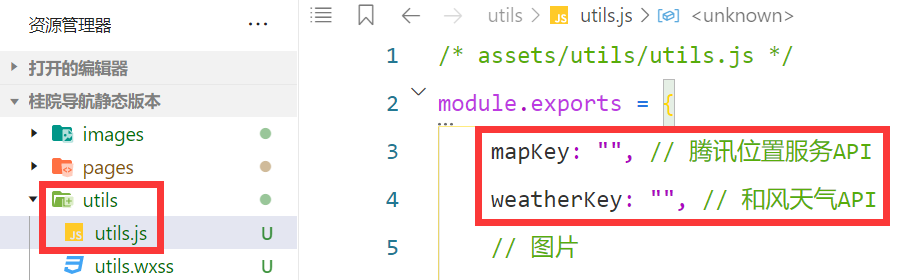 资源管理器 ···
打开的编辑器
桂院导航静态版本
images
pages
utils
utils.js U
utils.wxss U
utils > utils.js > <unknown>
1 /* assets/utils/utils.js */
2 module.exports = {
3 mapKey: "", // 腾讯位置服务API
4 weatherKey: "", // 和风天气API
5 // 图片